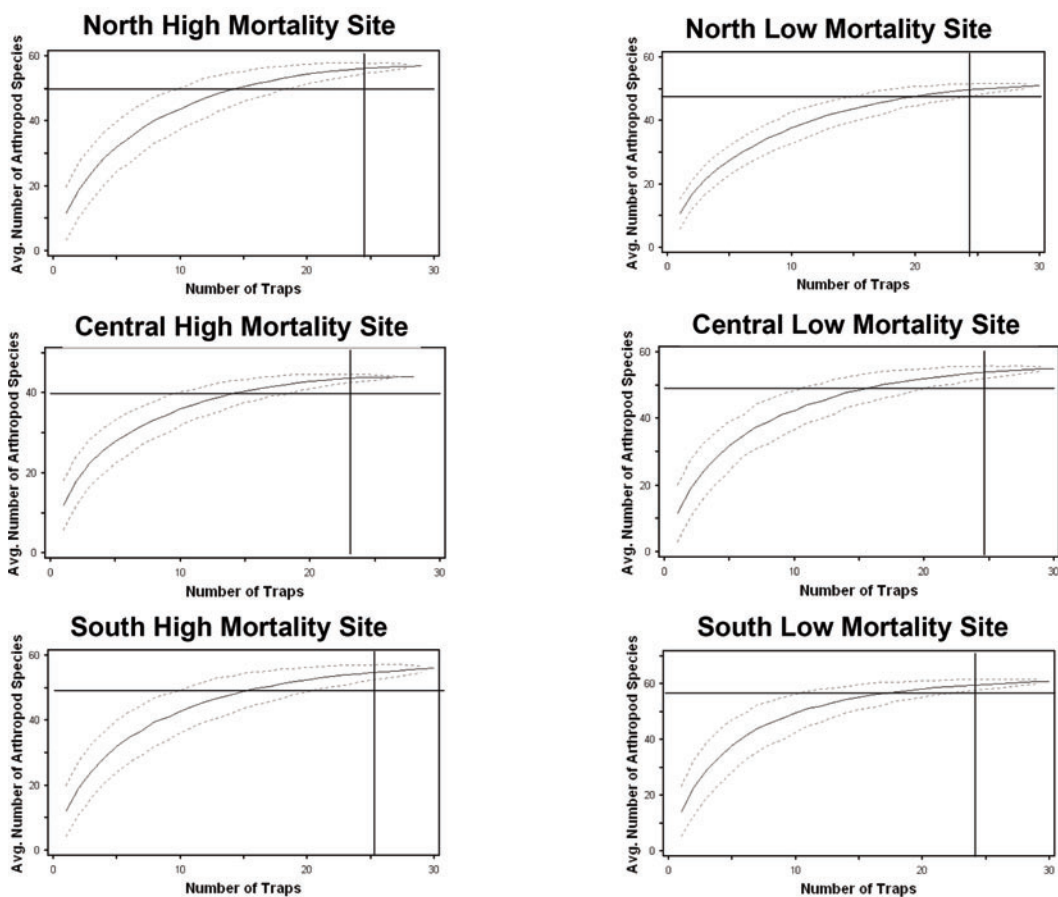 North High Mortality Site
Avg. Number of Arthropod Species
60
40
20
0
0 10 20 30
Number of Traps
North Low Mortality Site
Avg. Number of Arthropod Species
60
40
20
0
0 10 20 30
Number of Traps
Central High Mortality Site
Avg. Number of Arthropod Species
40
20
0
0 10 20 30
Number of Traps
Central Low Mortality Site
Avg. Number of Arthropod Species
60
40
20
0
0 10 20 30
Number of Traps
South High Mortality Site
Avg. Number of Arthropod Species
60
40
20
0
0 10 20 30
Number of Traps
South Low Mortality Site
Avg. Number of Arthropod Species
60
40
20
0
0 10 20 30
Number of Traps